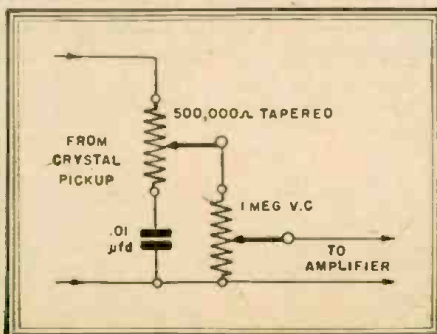 500,000Ω TAPERED
FROM
CRYSTAL
PICKUP
1 MEG V.C
.01
µfd
TO
AMPLIFIER